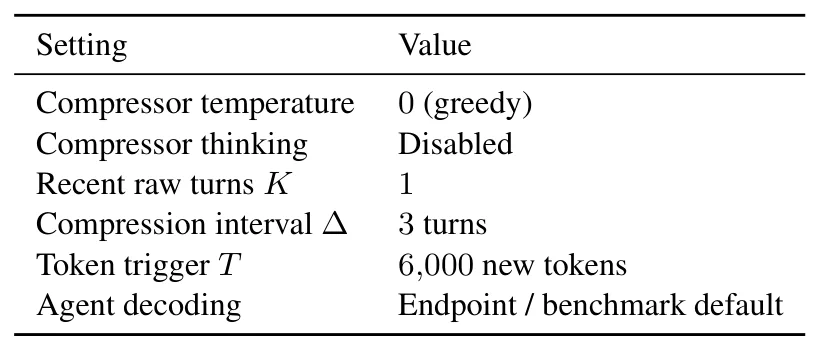 Setting Value
Compressor temperature 0 (greedy)
Compressor thinking Disabled
Recent raw turns K 1
Compression interval Δ 3 turns
Token trigger T 6,000 new tokens
Agent decoding Endpoint / benchmark default